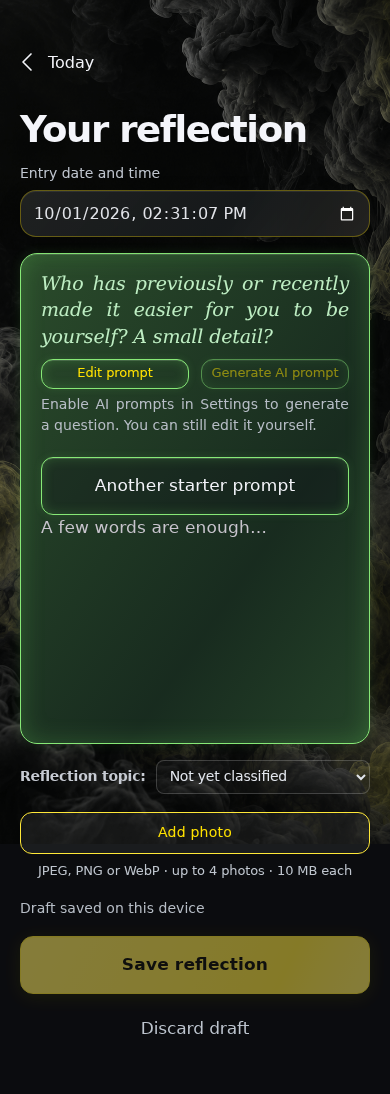 Today
Your reflection
Entry date and time
10/01/2026, 02:31:07 PM
Who has previously or recently
made it easier for you to be
yourself? A small detail?
Edit prompt
Generate AI prompt
Enable AI prompts in Settings to generate
a question. You can still edit it yourself.
Another starter prompt
A few words are enough…
Reflection topic:
Not yet classified
Add photo
JPEG, PNG or WebP · up to 4 photos · 10 MB each
Draft saved on this device
Save reflection
Discard draft